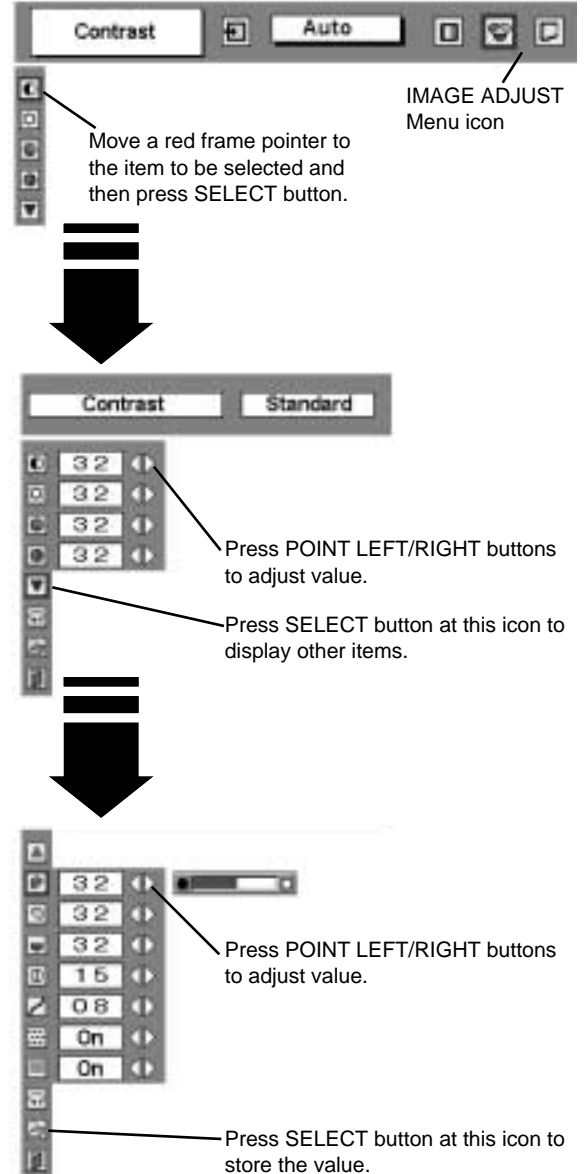 Contrast Auto
IMAGE ADJUST
Menu icon
Move a red frame pointer to
the item to be selected and
then press SELECT button.
Contrast Standard
32
32
32
32
Press POINT LEFT/RIGHT buttons
to adjust value.
Press SELECT button at this icon to
display other items.
32
32
32
15
08
On
On
Press POINT LEFT/RIGHT buttons
to adjust value.
Press SELECT button at this icon to
store the value.